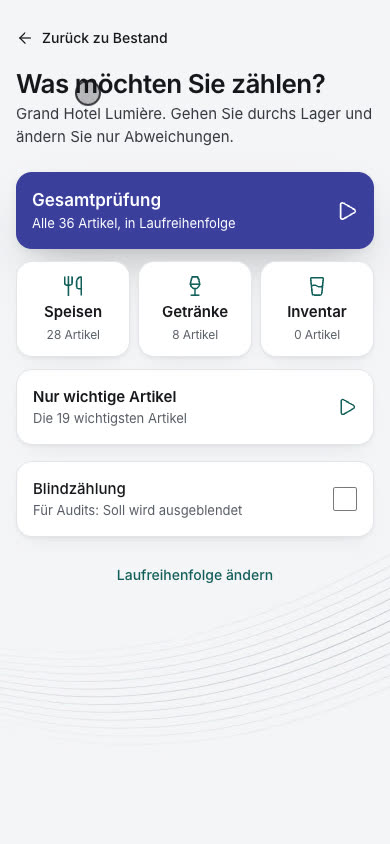 Zurück zu Bestand
Was möchten Sie zählen?
Grand Hotel Lumière. Gehen Sie durchs Lager und
ändern Sie nur Abweichungen.
Gesamtprüfung
Alle 36 Artikel, in Laufreihenfolge
Speisen
28 Artikel
Getränke
8 Artikel
Inventar
0 Artikel
Nur wichtige Artikel
Die 19 wichtigsten Artikel
Blindzählung
Für Audits: Soll wird ausgeblendet
Laufreihenfolge ändern